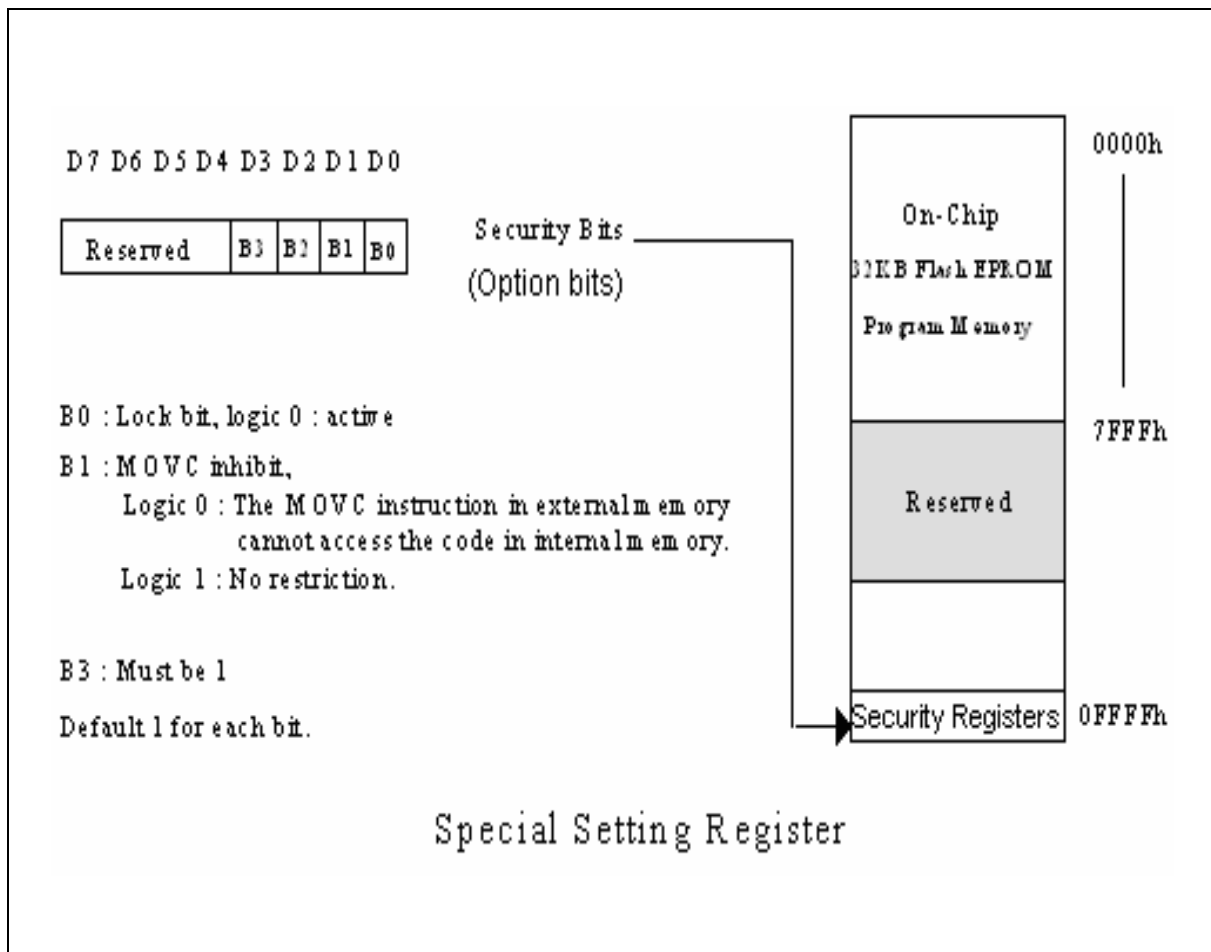 D7 D6 D5 D4 D3 D2 D1 D0
Reserved B3 B2 B1 B0
Security Bits
(Option bits)
B0 : Lock bit, logic 0 : active
B1 : MOVC inhibit,
Logic 0 : The MOVC instruction in external memory
cannot access the code in internal memory.
Logic 1 : No restriction.
B3 : Must be 1
Default 1 for each bit.
0000h
On-Chip
32KB Flash EPROM
Program Memory
7FFFh
Reserved
Security Registers
0FFFFh
Special Setting Register